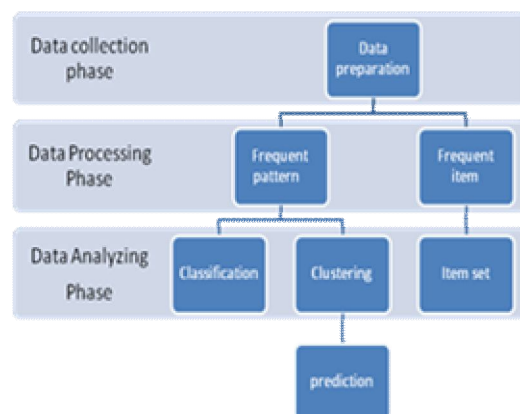 Data collection
phase
Data
preparation
Data Processing
Phase
Frequent
pattern
Frequent
item
Data Analyzing
Phase
Classification
Clustering
Item set
prediction